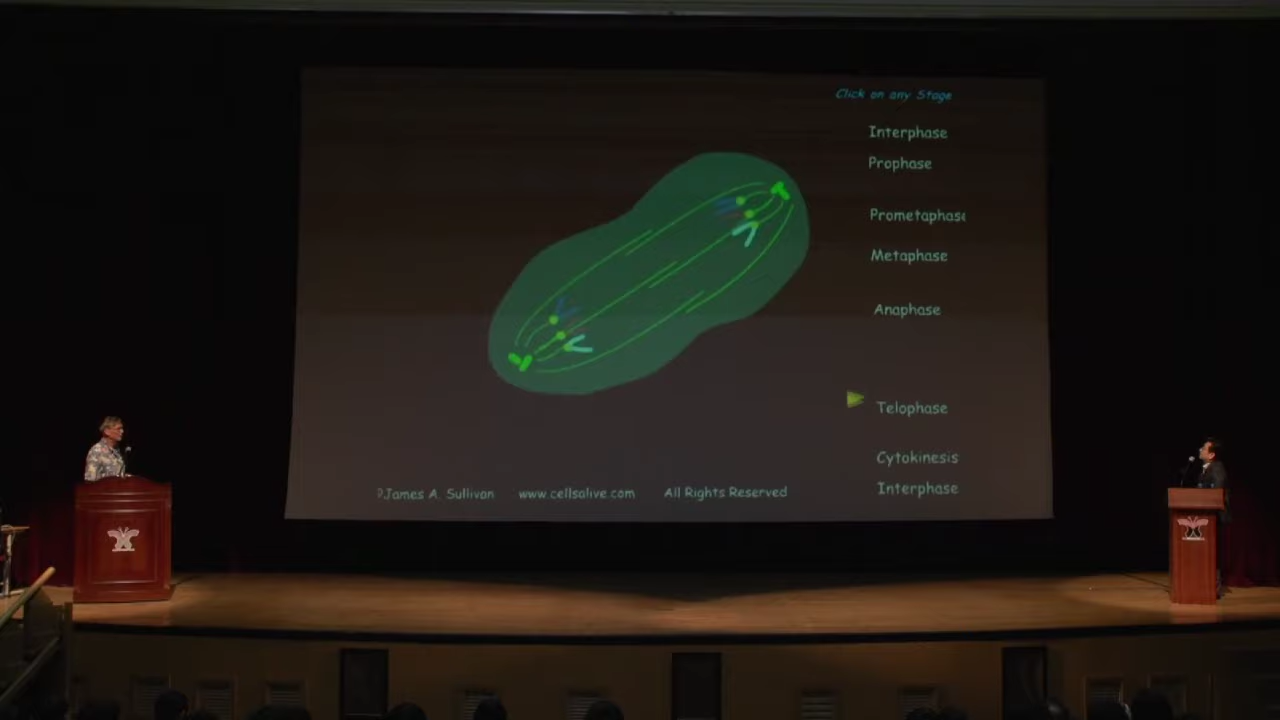 Click on any Stage
Interphase
Prophase
Prometaphase
Metaphase
Anaphase
Telophase
Cytokinesis
Interphase
©James A. Sullivan www.cellsalive.com All Rights Reserved